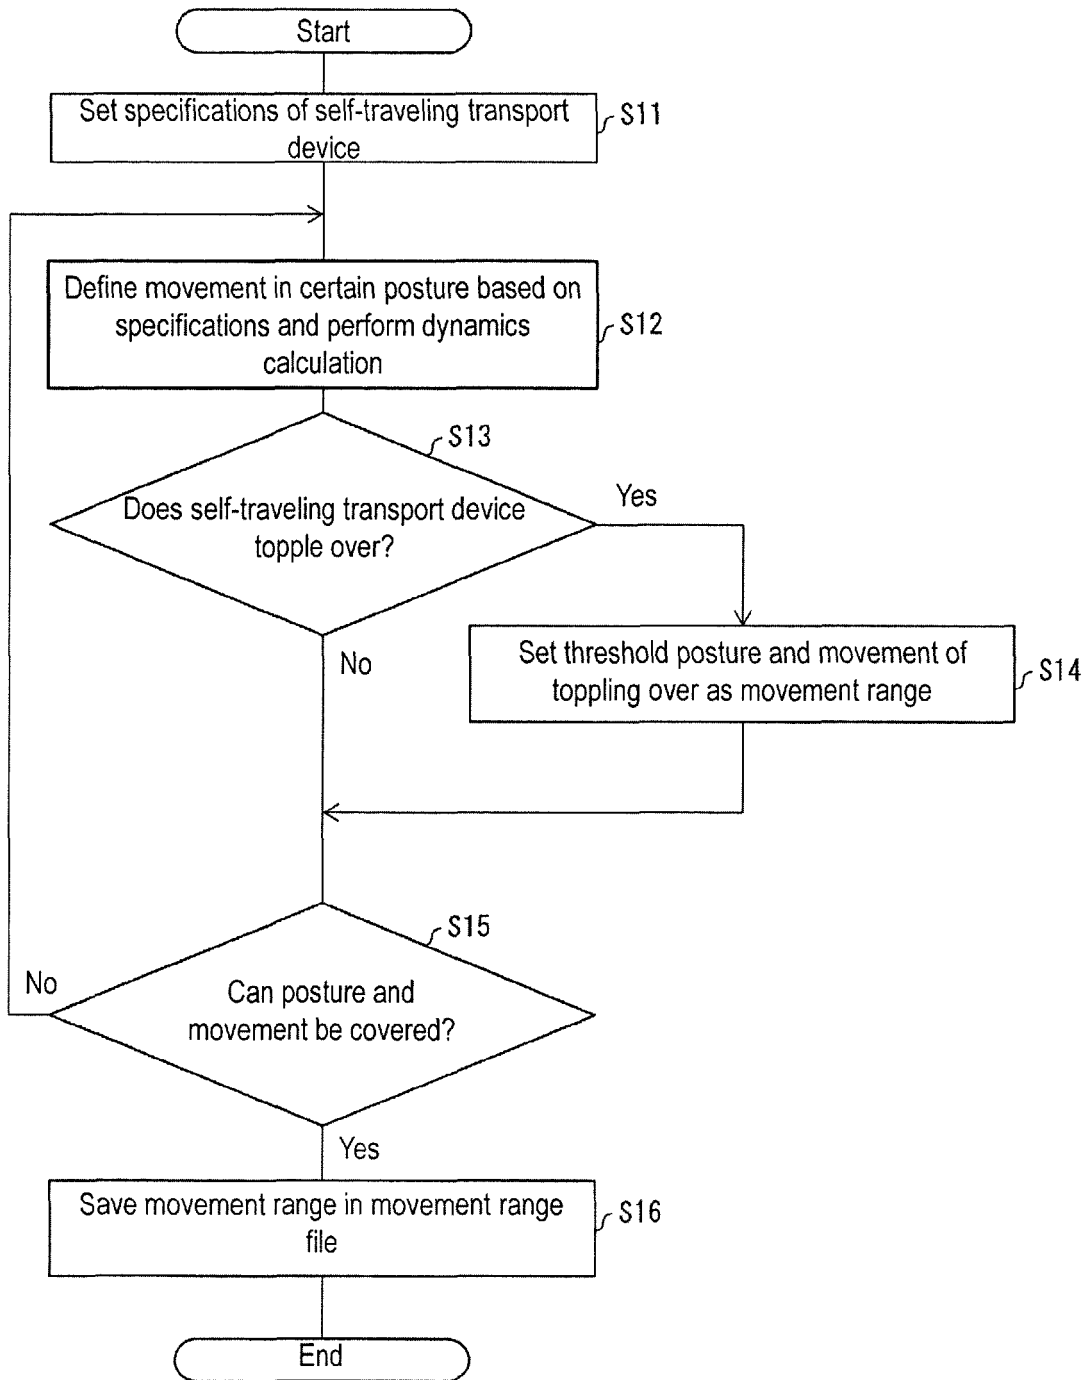 Start
Set specifications of self-traveling transport
device
S11
Define movement in certain posture based on
specifications and perform dynamics
calculation
S12
S13
Does self-traveling transport device
topple over?
Yes
No
Set threshold posture and movement of
toppling over as movement range
S14
S15
No
Can posture and
movement be covered?
Yes
Save movement range in movement range
file
S16
End